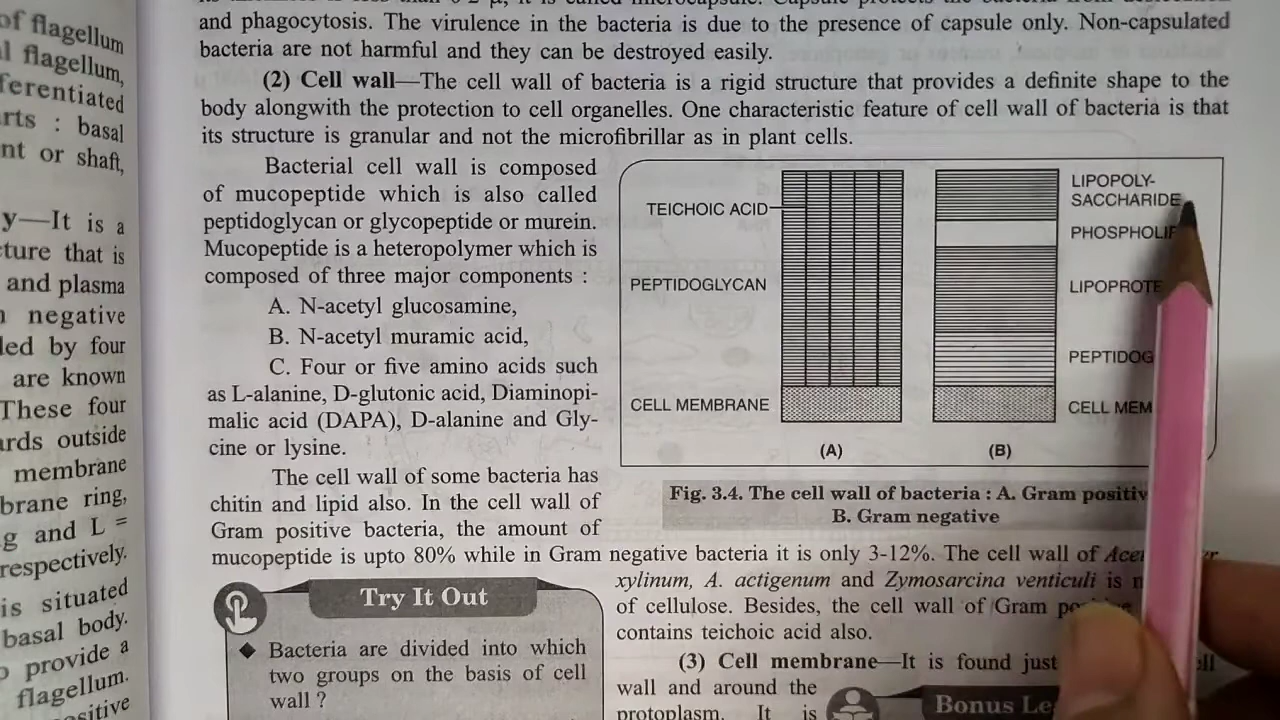 of flagellum
flagellum,
ferentiated
rts : basal
nt or shaft,
y—It is a
ture that is
and plasma
negative
led by four
are known
These four
rds outside
membrane
brane ring,
g and L =
respectively.
is situated
basal body.
provide a
flagellum.
sitive
and phagocytosis. The virulence in the bacteria is due to the presence of capsule only. Non-capsulated
bacteria are not harmful and they can be destroyed easily.
(2) Cell wall—The cell wall of bacteria is a rigid structure that provides a definite shape to the
body alongwith the protection to cell organelles. One characteristic feature of cell wall of bacteria is that
its structure is granular and not the microfibrillar as in plant cells.
Bacterial cell wall is composed
of mucopeptide which is also called
peptidoglycan or glycopeptide or murein.
Mucopeptide is a heteropolymer which is
composed of three major components :
A. N-acetyl glucosamine,
B. N-acetyl muramic acid,
C. Four or five amino acids such
as L-alanine, D-glutonic acid, Diaminopi-
malic acid (DAPA), D-alanine and Gly-
cine or lysine.
The cell wall of some bacteria has
chitin and lipid also. In the cell wall of
Gram positive bacteria, the amount of
mucopeptide is upto 80% while in Gram negative bacteria it is only 3-12%. The cell wall of Ace
TEICHOIC ACID
PEPTIDOGLYCAN
CELL MEMBRANE
(A)
LIPOPOLY-
SACCHARIDE
PHOSPHOLI
LIPOPROTE
PEPTIDOG
CELL MEM
(B)
Fig. 3.4. The cell wall of bacteria : A. Gram positiv
B. Gram negative
xylinum, A. actigenum and Zymosarcina venticuli is
of cellulose. Besides, the cell wall of Gram
contains teichoic acid also.
(3) Cell membrane—It is found just
wall and around the
protoplasm. It is
Try It Out
◆ Bacteria are divided into which
two groups on the basis of cell
wall ?
Bonus Le